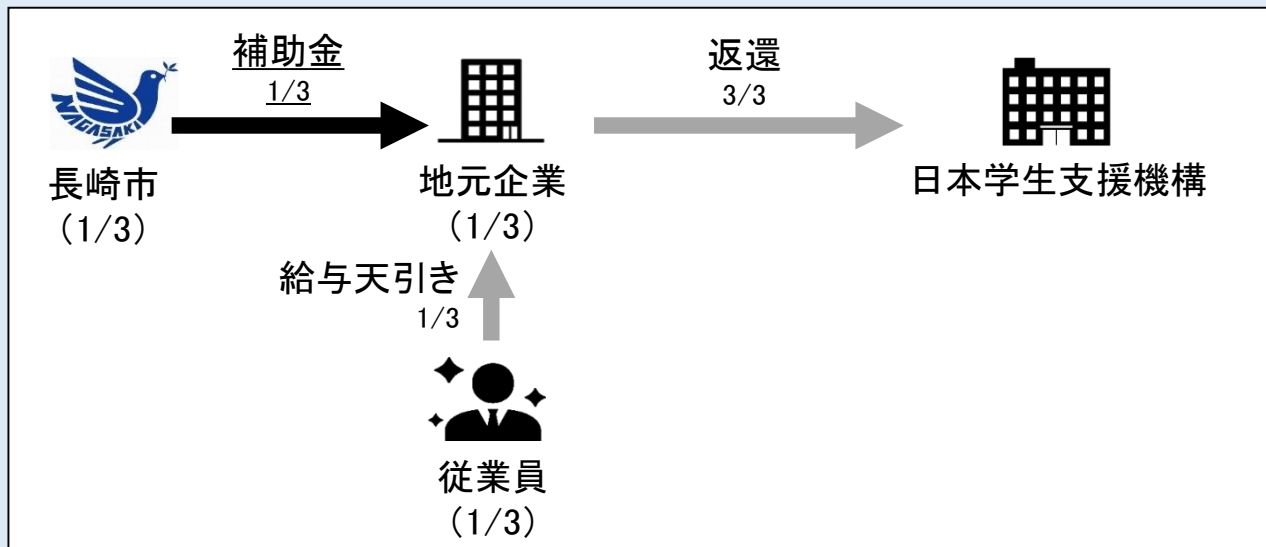 補助金
1/3
返還
3/3
NAGASAKI
長崎市
(1/3)
地元企業
(1/3)
日本学生支援機構
給与天引き
1/3
従業員
(1/3)